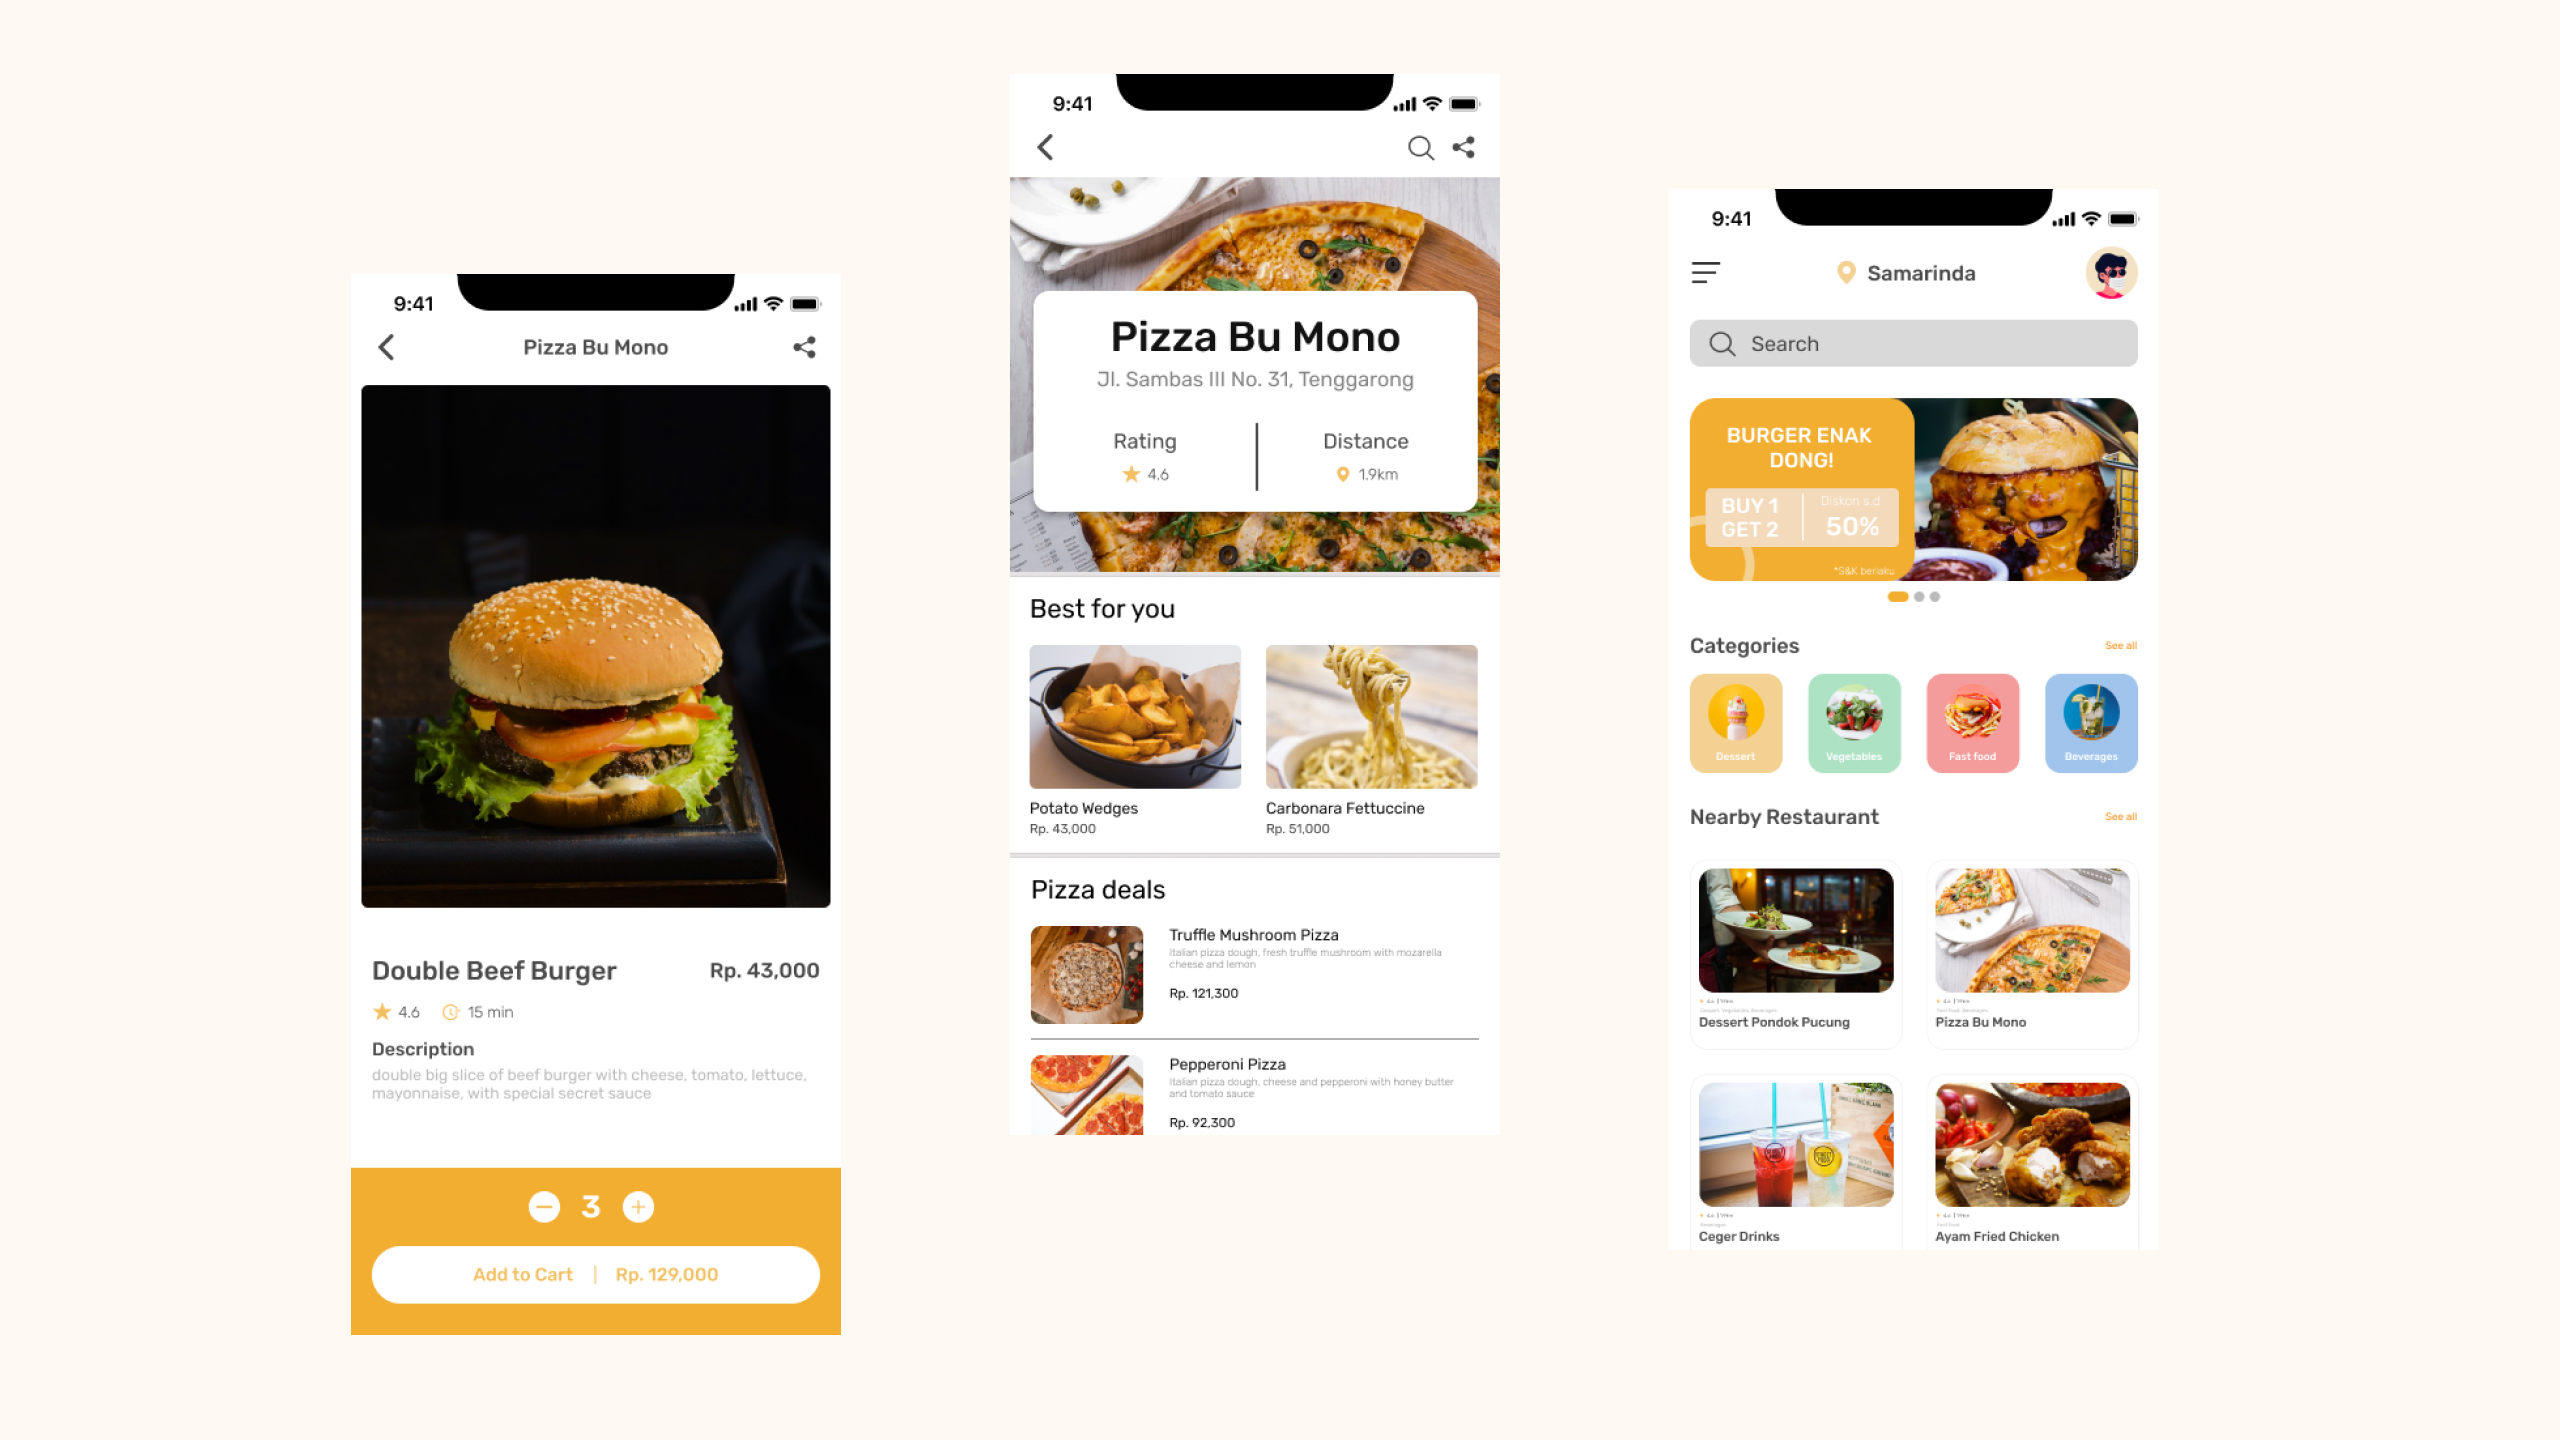 9:41
Pizza Bu Mono
Double Beef Burger
Rp. 43,000
4.6
15 min
Description
double big slice of beef burger with cheese, tomato, lettuce,
mayonnaise, with special secret sauce
3
Add to Cart | Rp. 129,000
9:41
Pizza Bu Mono
Jl. Sambas III No. 31, Tenggarong
Rating
4.6
Distance
1.9km
Best for you
Potato Wedges
Rp. 43,000
Carbonara Fettuccine
Rp. 51,000
Pizza deals
Truffle Mushroom Pizza
Italian pizza dough, fresh truffle mushroom with mozarella
cheese and lemon
Rp. 121,300
Pepperoni Pizza
Italian pizza dough, cheese and pepperoni with honey butter
and tomato sauce
Rp. 92,300
9:41
Samarinda
Search
BURGER ENAK
DONG!
BUY 1
GET 2
Diskon s.d
50%
*S&K berlaku
Categories
See all
Dessert
Vegetables
Fast food
Beverages
Nearby Restaurant
See all
Dessert Pondok Pucung
Pizza Bu Mono
Ceger Drinks
Ayam Fried Chicken